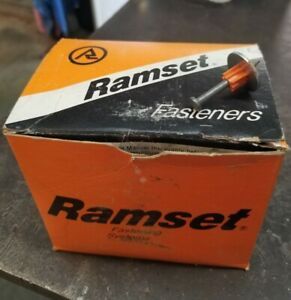 R
Ramset
Fasteners
Ramset®
Fastening
Systems